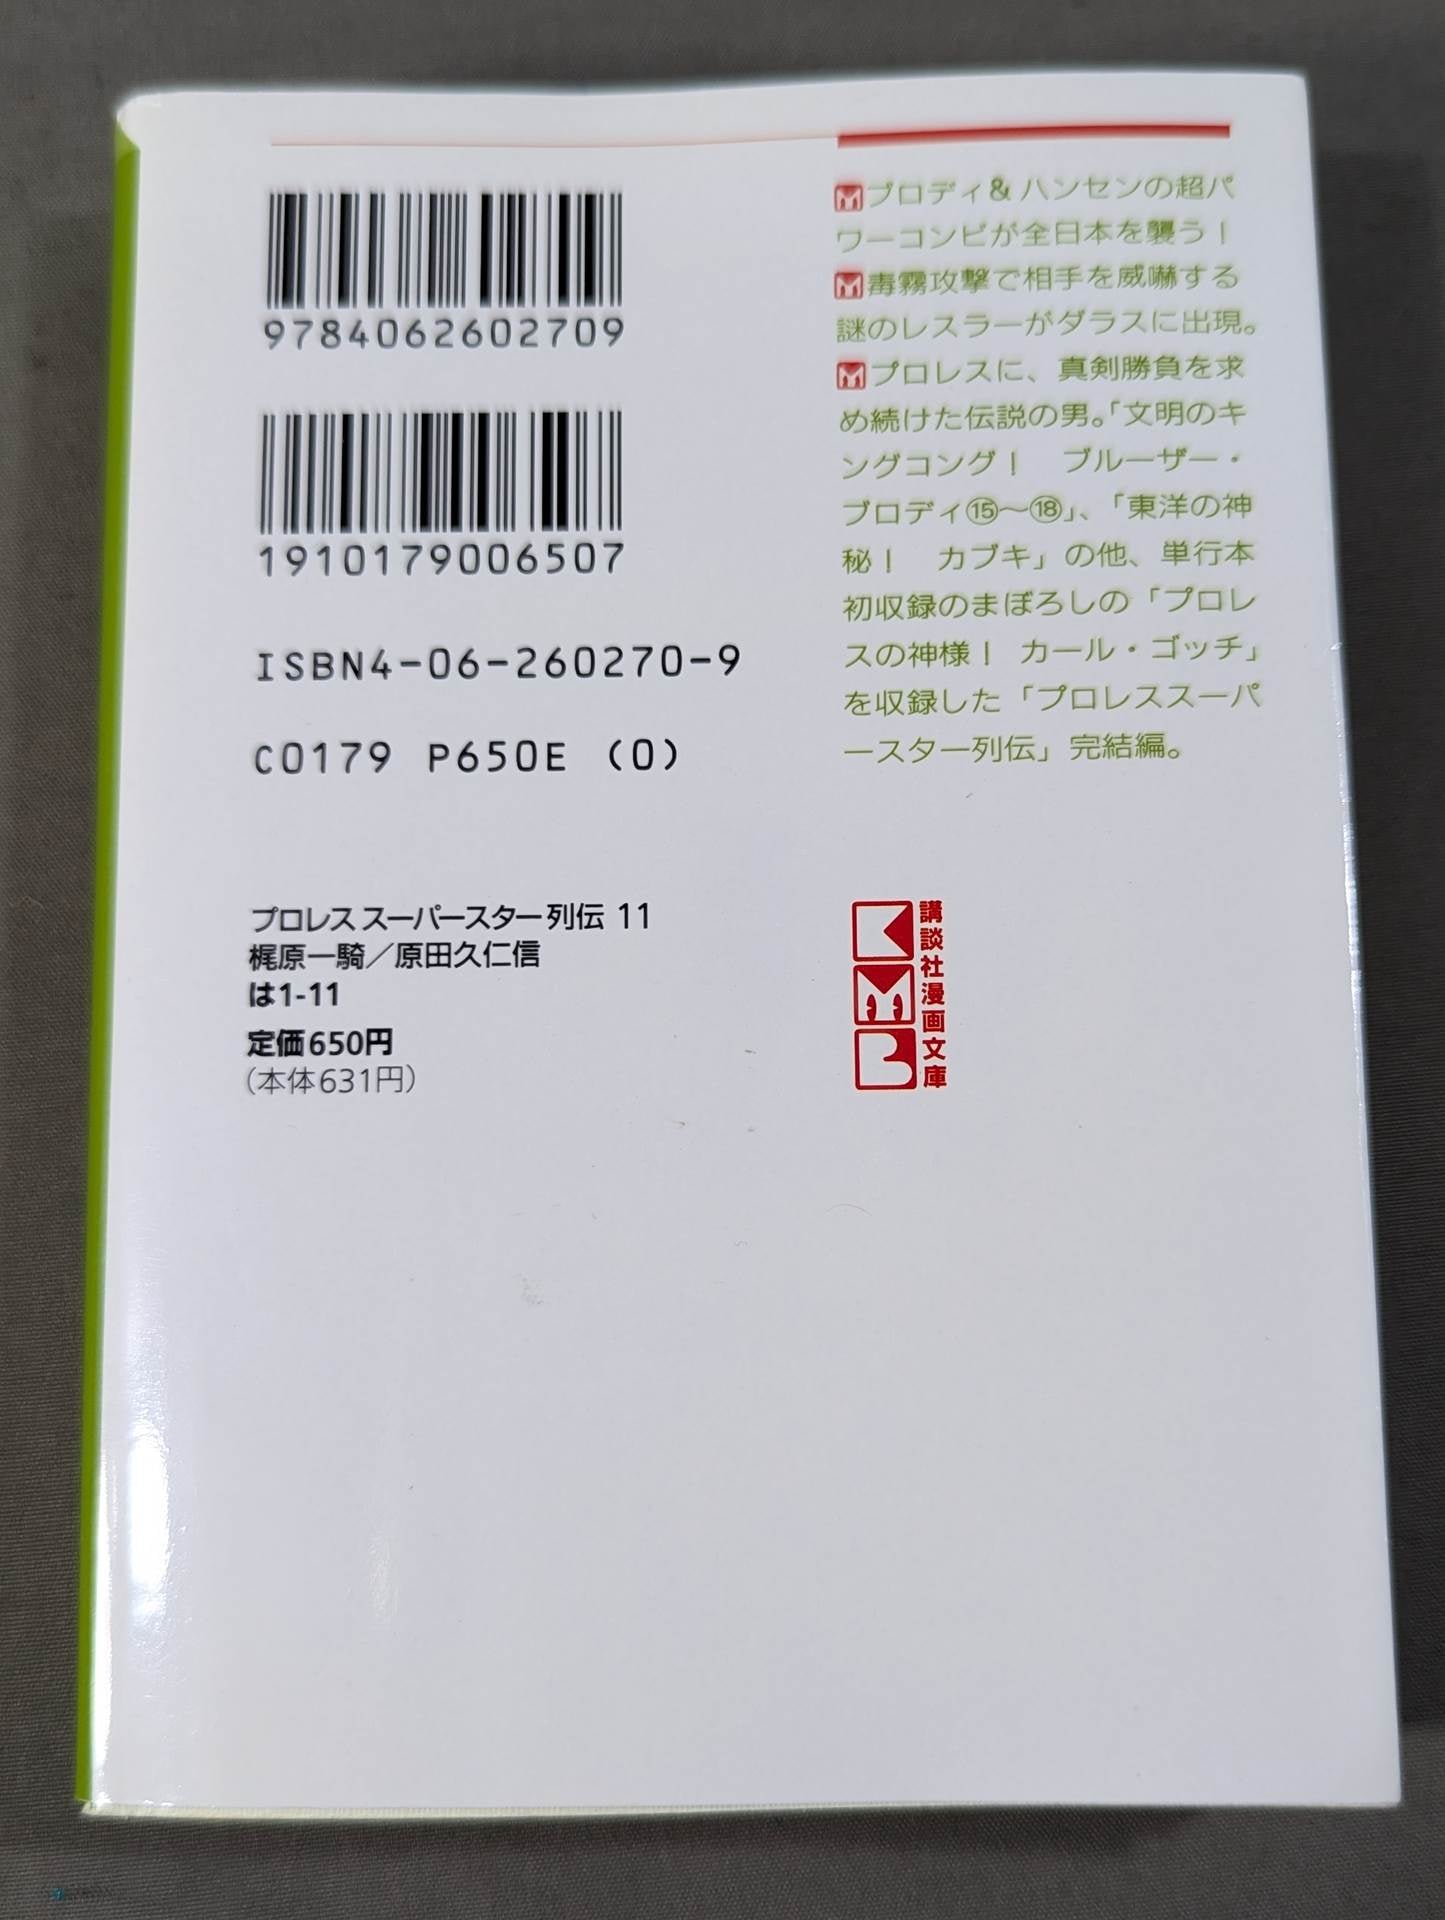 9784062602709
1910179006507
ISBN4-06-260270-9
C0179 P650E (0)
ブロディ&ハンセンの超パ
ワーコンビが全日本を襲う！
毒霧攻撃で相手を威嚇する
謎のレスラーがダラスに出現。
プロレスに、真剣勝負を求
め続けた伝説の男。「文明のキ
ングコング！　ブルーザー・
ブロディ⑮〜⑱」、「東洋の神
秘！　カブキ」の他、単行本
初収録のまぼろしの「プロレ
スの神様！　カール・ゴッチ」
を収録した「プロレススーパ
ースター列伝」完結編。
プロレススーパースター列伝 11
梶原一騎／原田久仁信
は1-11
定価650円
（本体631円）
KMB
講談社漫画文庫